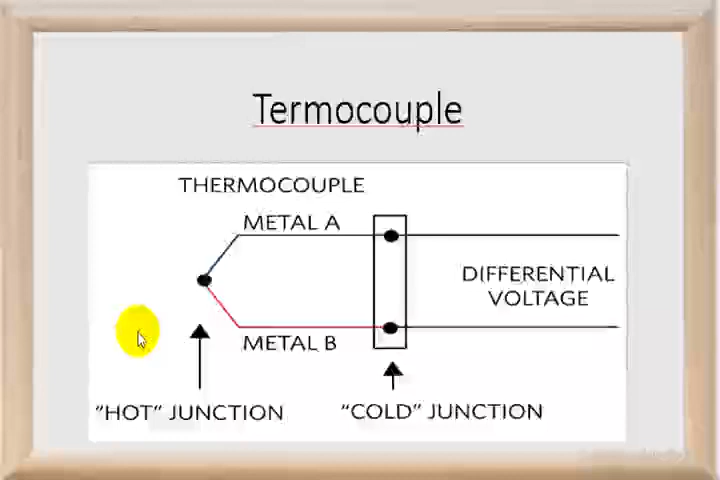 Termocouple
THERMOCOUPLE
METAL A
DIFFERENTIAL
VOLTAGE
METAL B
"HOT" JUNCTION
"COLD" JUNCTION